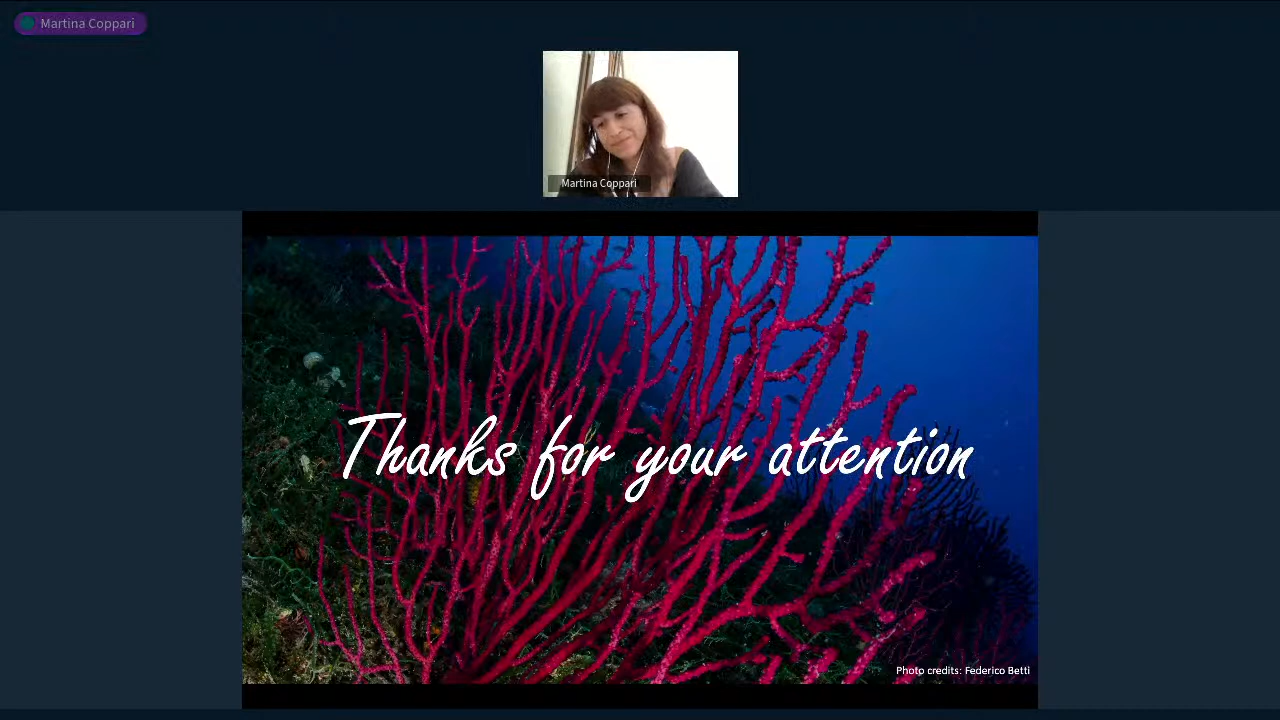 Martina Coppari
Martina Coppari
Thanks for your attention
Photo credits: Federico Betti